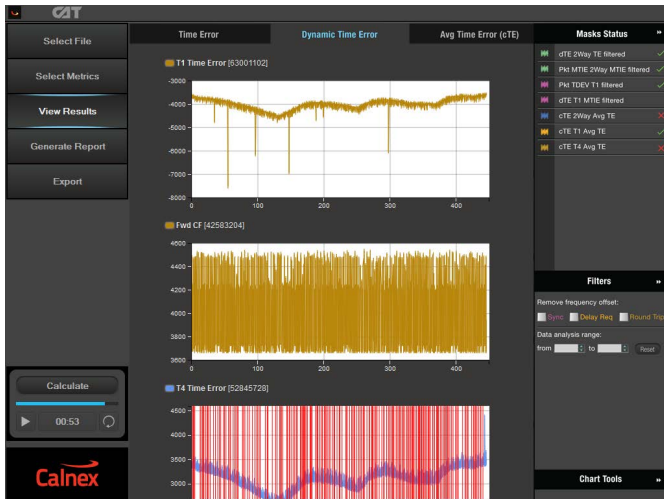 CAT
Select File
Select Metrics
View Results
Generate Report
Export
Calculate
00:53
Calnex
Time Error
Dynamic Time Error
Avg Time Error (cTE)
T1 Time Error [63001102]
-3000
-4000
-5000
-6000
-7000
-8000
0 100 200 300 400
Fwd CF [42583204]
4600
4400
4200
4000
3800
3600
0 100 200 300 400
T4 Time Error [52845728]
4500
4000
3500
3000
Masks Status
dTE 2Way TE filtered
Pkt MTIE 2Way MTIE filtered
Pkt TDEV T1 filtered
dTE T1 MTIE filtered
cTE 2Way Avg TE
cTE T1 Avg TE
cTE T4 Avg TE
Filters
Remove frequency offset:
Sync Delay Req Round Trip
Data analysis range:
from to Reset
Chart Tools